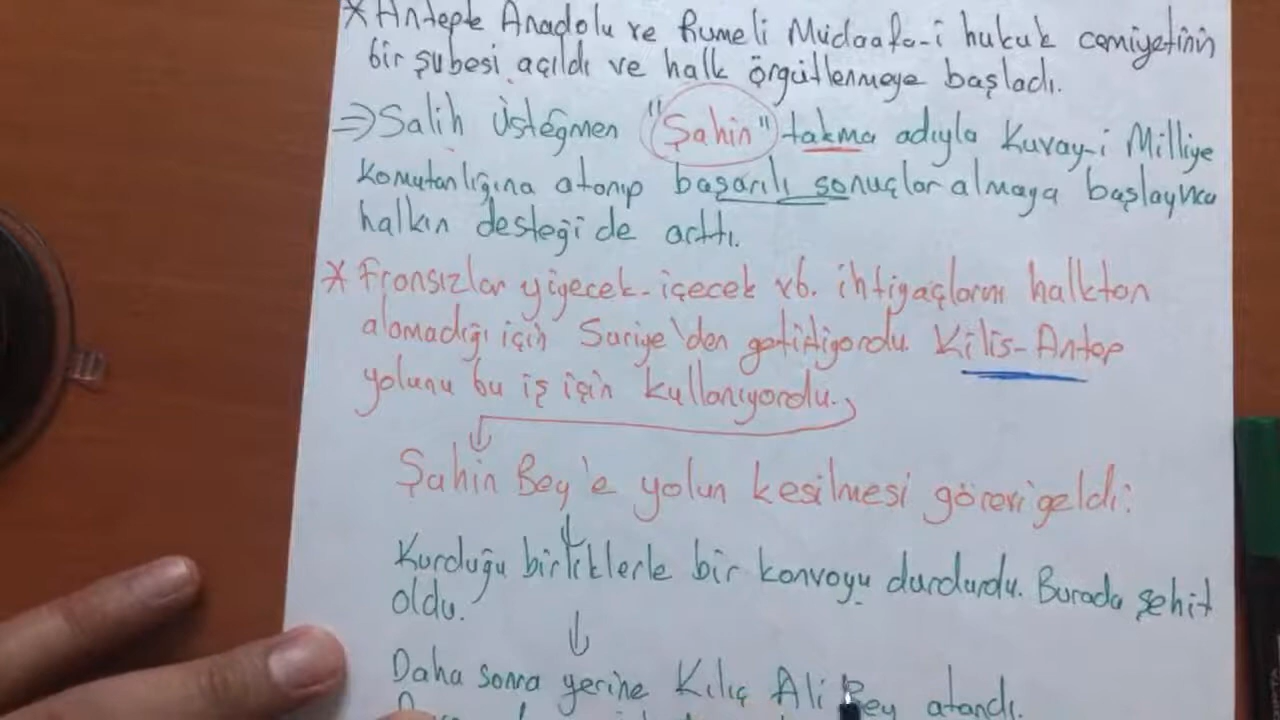 * Antepte Anadolu ve Rumeli Müdaafa-i hukuk cemiyetinin
bir şubesi açıldı ve halk örgütlenmeye başladı.
⇒ Salih Üsteğmen "Şahin" takma adıyla Kuvay-i Milliye
Komutanlığına atanıp başarılı sonuçlar almaya başlayınca
halkın desteği de arttı.
* Fransızlar yiyecek-içecek vb. ihtiyaçlarını halktan
alamadığı için Suriye'den getiriyordu. Kilis-Antep
yolunu bu iş için kullanıyordu.
Şahin Bey'e yolun kesilmesi görevi geldi:
Kurduğu birliklerle bir konvoyu durdurdu. Burada şehit
oldu.
Daha sonra yerine Kılıç Ali Bey atandı.